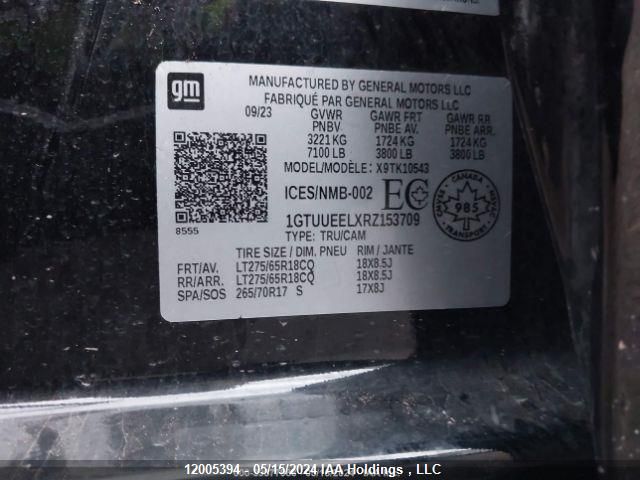 gm
MANUFACTURED BY GENERAL MOTORS LLC
FABRIQUÉ PAR GENERAL MOTORS LLC
09/23 GVWR GAWR FRT GAWR RR
PNBV PNBE AV. PNBE ARR.
3221 KG 1724 KG 1724 KG
7100 LB 3800 LB 3800 LB
MODEL/MODÈLE: X9TK10543
ICES/NMB-002 EC
CANADA
CMVSS 985 NSVAC
8555
1GTUUEELXRZ153709
TYPE: TRU/CAM
TIRE SIZE / DIM. PNEU RIM / JANTE
FRT/AV. LT275/65R18CQ 18X8.5J
RR/ARR. LT275/65R18CQ 18X8.5J
SPA/SOS 265/70R17 S 17X8J
12005394 - 05/15/2024 IAA Holdings , LLC